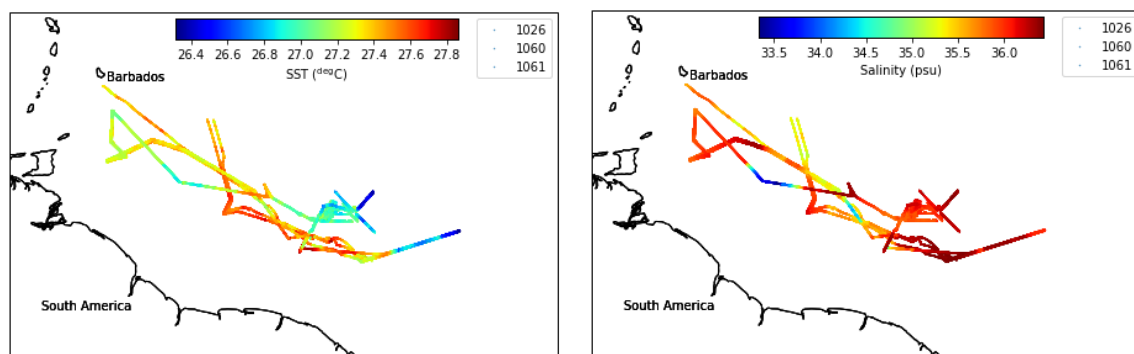 26.4 26.6 26.8 27.0 27.2 27.4 27.6 27.8
SST (degC)
1026
1060
1061
Barbados
South America
33.5 34.0 34.5 35.0 35.5 36.0
Salinity (psu)
1026
1060
1061
Barbados
South America